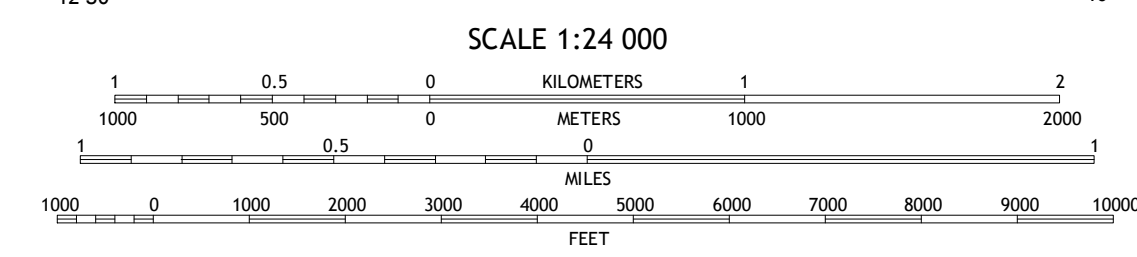 SCALE 1:24 000
1 0.5 0 KILOMETERS 1 2
1000 500 0 METERS 1000 2000
1 0.5 0 1
MILES
1000 0 1000 2000 3000 4000 5000 6000 7000 8000 9000 10000
FEET